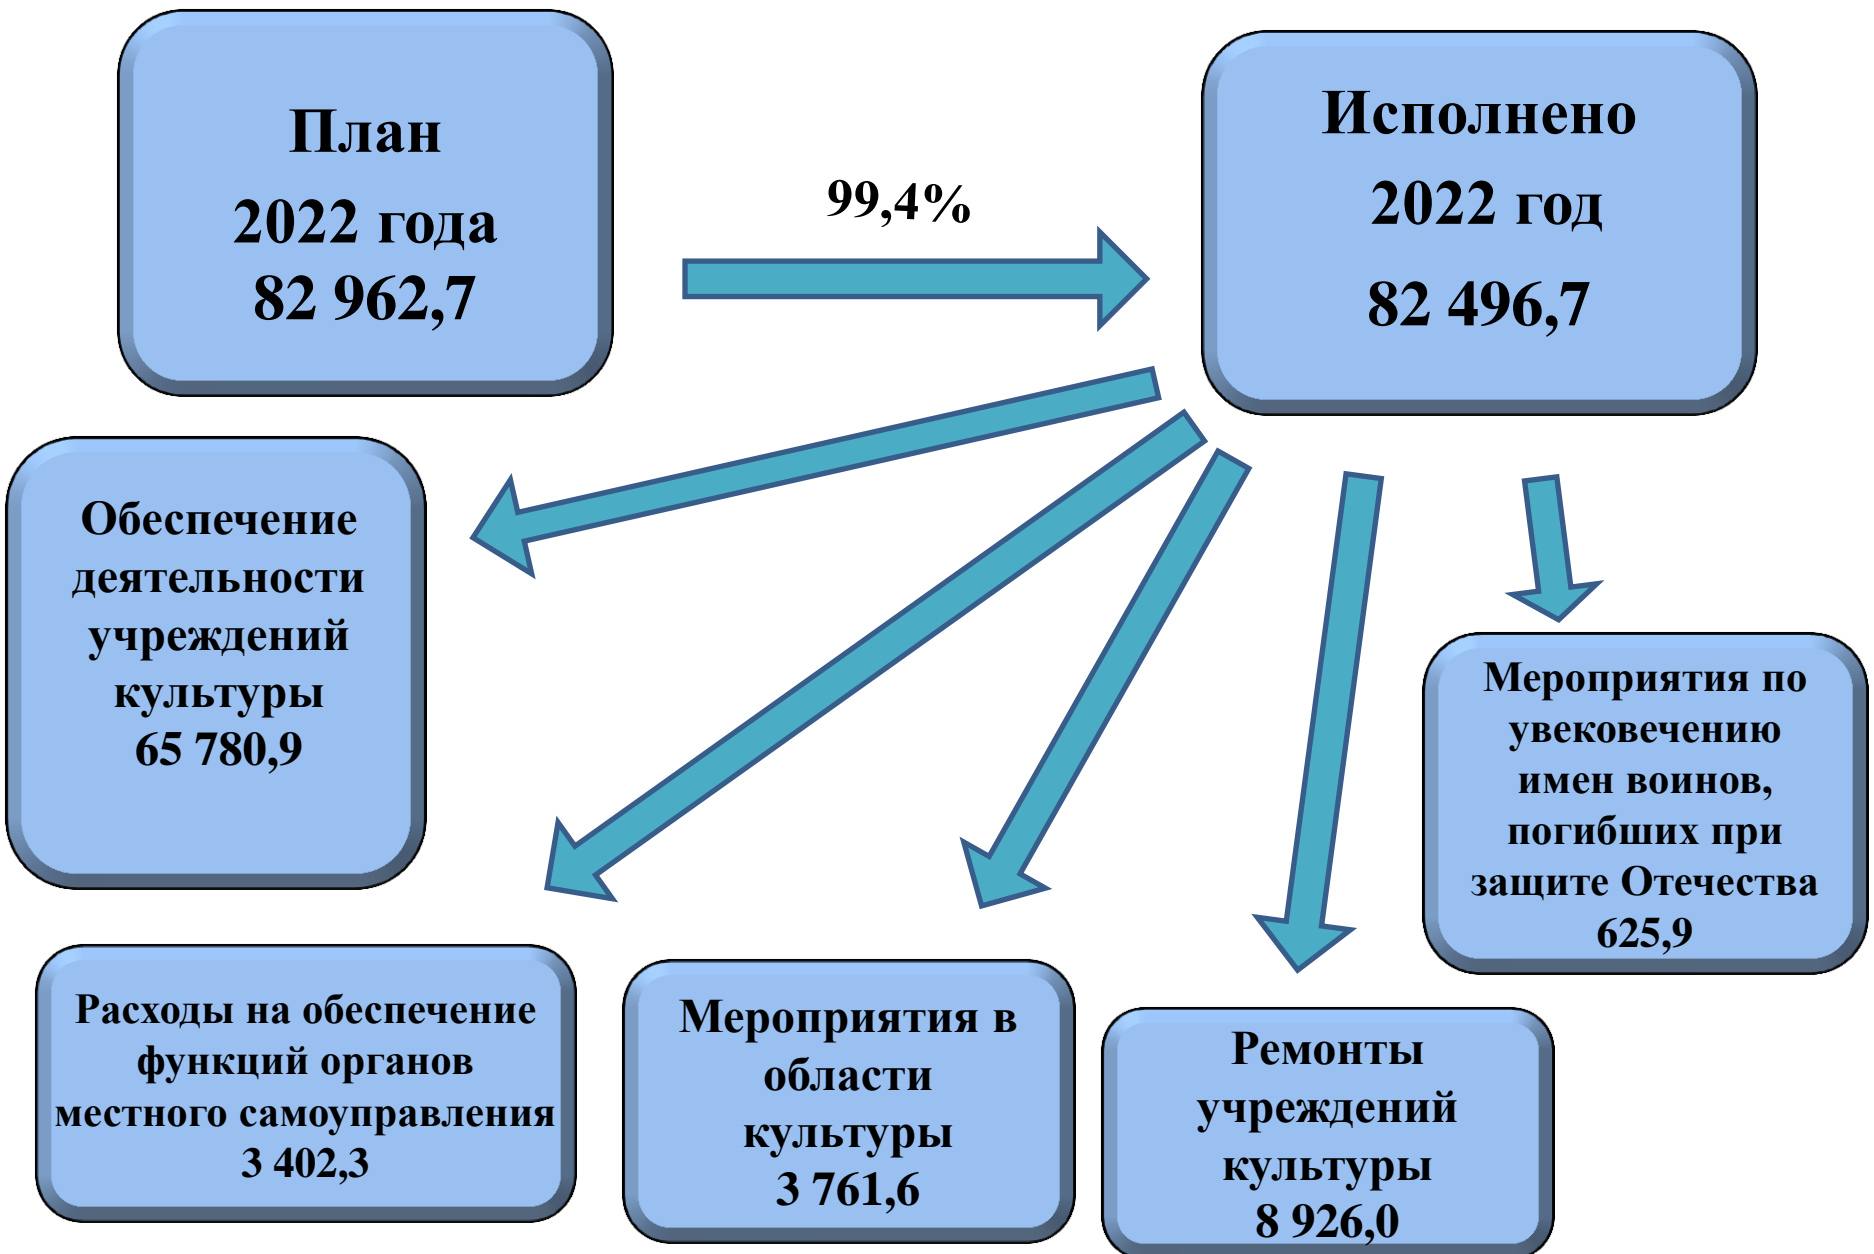 План
2022 года
82 962,7
99,4%
Исполнено
2022 год
82 496,7
Обеспечение
деятельности
учреждений
культуры
65 780,9
Расходы на обеспечение
функций органов
местного самоуправления
3 402,3
Мероприятия в
области
культуры
3 761,6
Ремонты
учреждений
культуры
8 926,0
Мероприятия по
увековечению
имен воинов,
погибших при
защите Отечества
625,9